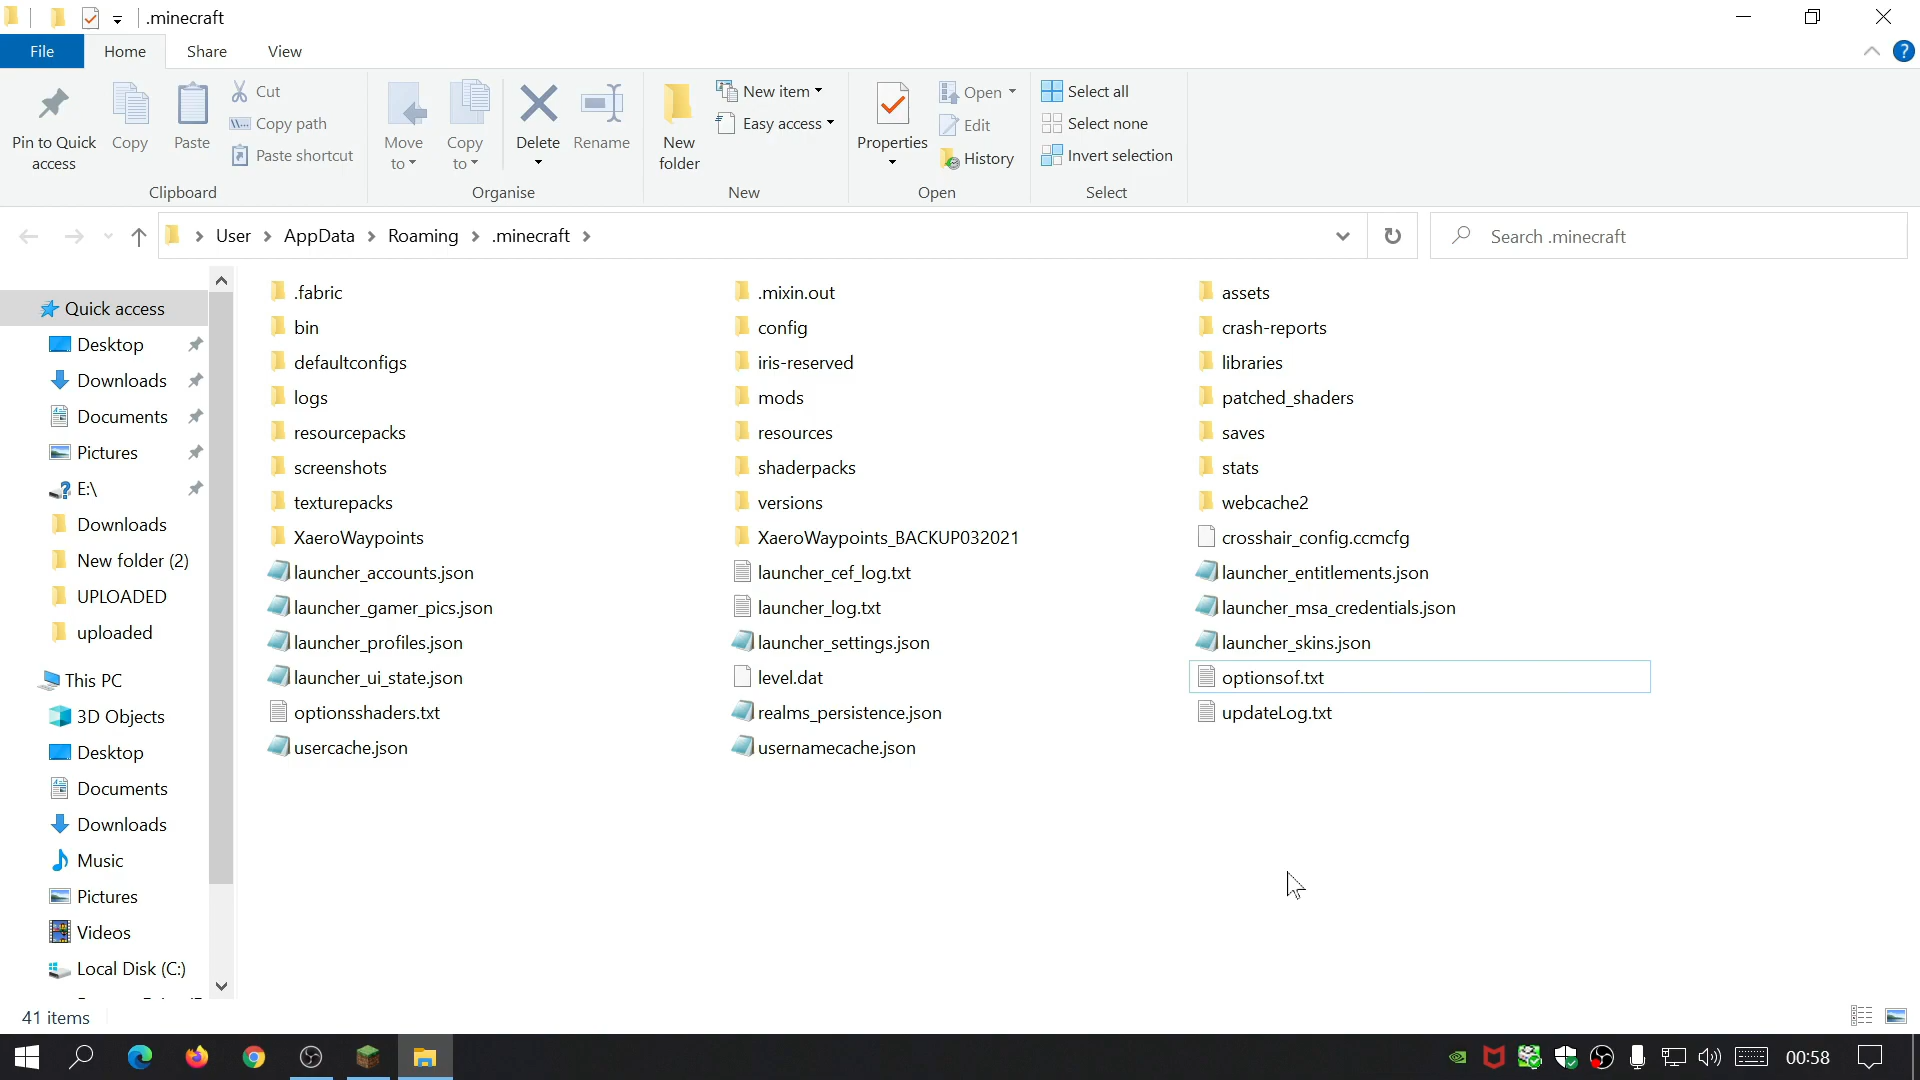 .minecraft
File Home Share View
Pin to Quick access
Copy
Paste
Cut
Copy path
Paste shortcut
Clipboard
Move to
Copy to
Delete
Rename
Organise
New folder
New item
Easy access
New
Properties
Open
Edit
History
Open
Select all
Select none
Invert selection
Select
User AppData Roaming .minecraft
Search .minecraft
Quick access
Desktop
Downloads
Documents
Pictures
E:\
Downloads
New folder (2)
UPLOADED
uploaded
This PC
3D Objects
Desktop
Documents
Downloads
Music
Pictures
Videos
Local Disk (C:)
.fabric .mixin.out assets
bin config crash-reports
defaultconfigs iris-reserved libraries
logs mods patched_shaders
resourcepacks resources saves
screenshots shaderpacks stats
texturepacks versions webcache2
XaeroWaypoints XaeroWaypoints_BACKUP032021 crosshair_config.ccmcfg
launcher_accounts.json launcher_cef_log.txt launcher_entitlements.json
launcher_gamer_pics.json launcher_log.txt launcher_msa_credentials.json
launcher_profiles.json launcher_settings.json launcher_skins.json
launcher_ui_state.json level.dat optionsof.txt
optionsshaders.txt realms_persistence.json updateLog.txt
usercache.json usernamecache.json
41 items
00:58